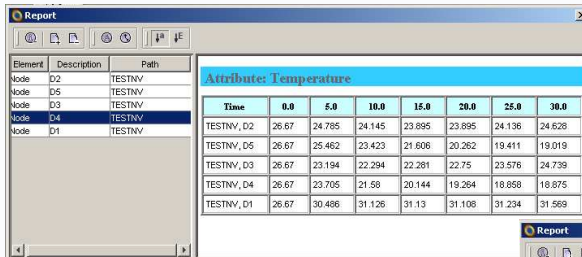 Report
Element Description Path
Node D2 TESTNV
Node D5 TESTNV
Node D3 TESTNV
Node D4 TESTNV
Node D1 TESTNV
Attribute: Temperature
Time 0.0 5.0 10.0 15.0 20.0 25.0 30.0
TESTNV, D2 26.67 24.785 24.145 23.895 23.895 24.136 24.628
TESTNV, D5 26.67 25.462 23.423 21.606 20.262 19.411 19.019
TESTNV, D3 26.67 23.194 22.294 22.281 22.75 23.576 24.739
TESTNV, D4 26.67 23.705 21.58 20.144 19.264 18.858 18.875
TESTNV, D1 26.67 30.486 31.126 31.13 31.108 31.234 31.569
Report